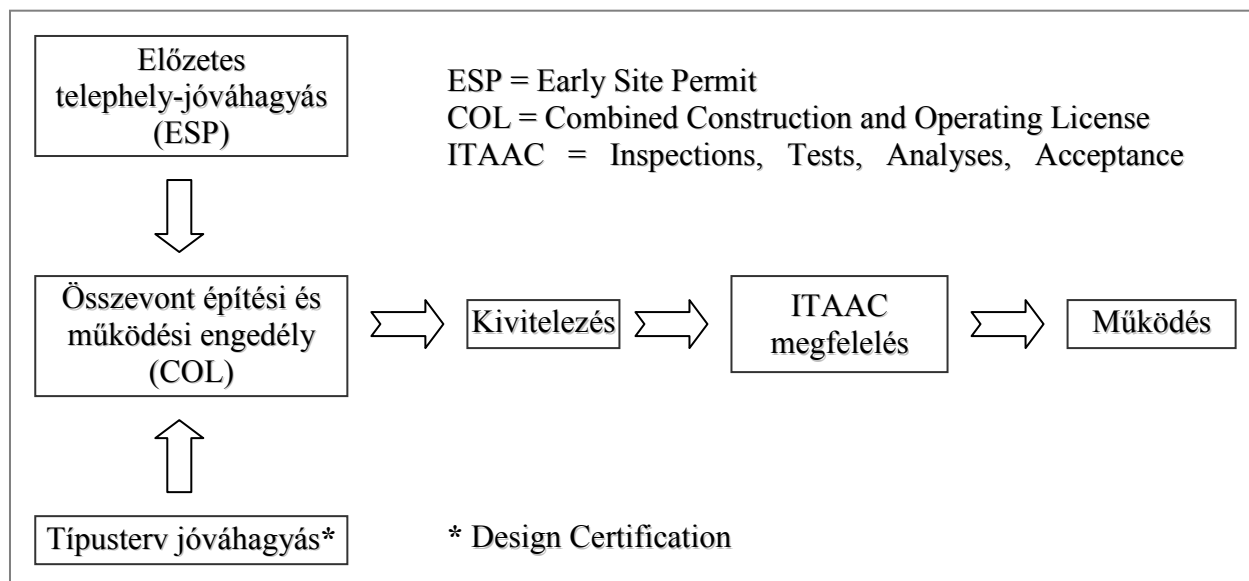 Előzetes
telephely-jóváhagyás
(ESP)
ESP = Early Site Permit
COL = Combined Construction and Operating License
ITAAC = Inspections, Tests, Analyses, Acceptance
Összevont építési és
működési engedély
(COL)
Kivitelezés
ITAAC
megfelelés
Működés
Típusterv jóváhagyás*
* Design Certification